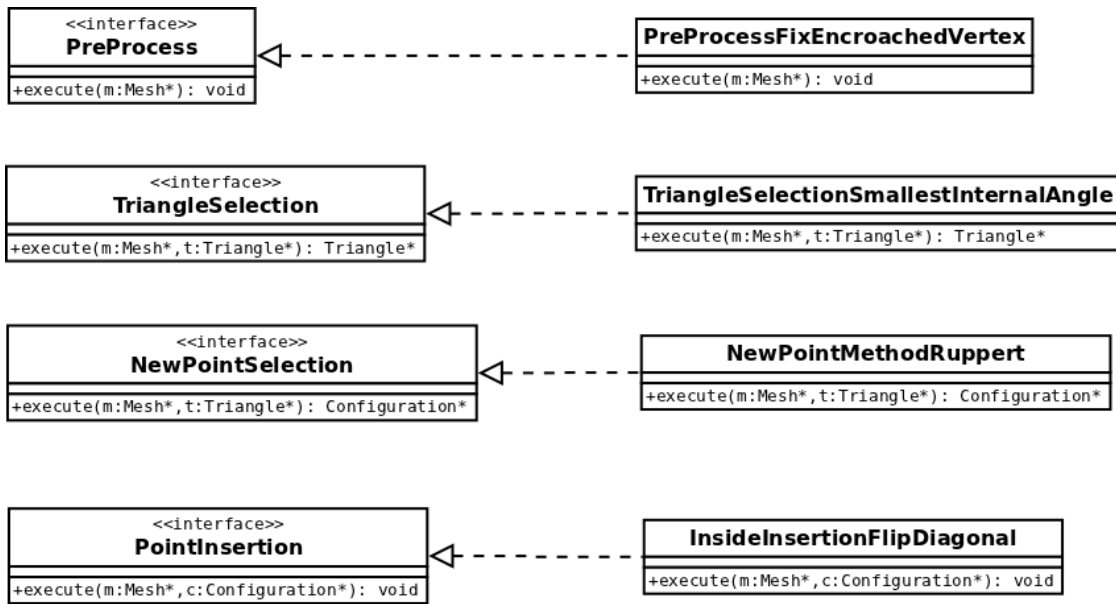 <<interface>>
PreProcess
+execute(m:Mesh*): void
PreProcessFixEncroachedVertex
+execute(m:Mesh*): void
<<interface>>
TriangleSelection
+execute(m:Mesh*,t:Triangle*): Triangle*
TriangleSelectionSmallestInternalAngle
+execute(m:Mesh*,t:Triangle*): Triangle*
<<interface>>
NewPointSelection
+execute(m:Mesh*,t:Triangle*): Configuration*
NewPointMethodRuppert
+execute(m:Mesh*,t:Triangle*): Configuration*
<<interface>>
PointInsertion
+execute(m:Mesh*,c:Configuration*): void
InsideInsertionFlipDiagonal
+execute(m:Mesh*,c:Configuration*): void